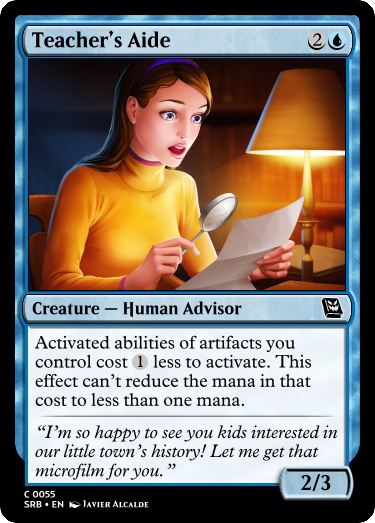 Teacher's Aide 2
Creature — Human Advisor
Activated abilities of artifacts you
control cost 1 less to activate. This
effect can't reduce the mana in that
cost to less than one mana.
“I'm so happy to see you kids interested in
our little town's history! Let me get that
microfilm for you.”
2/3
C 0055
SRB • EN Javier Alcalde